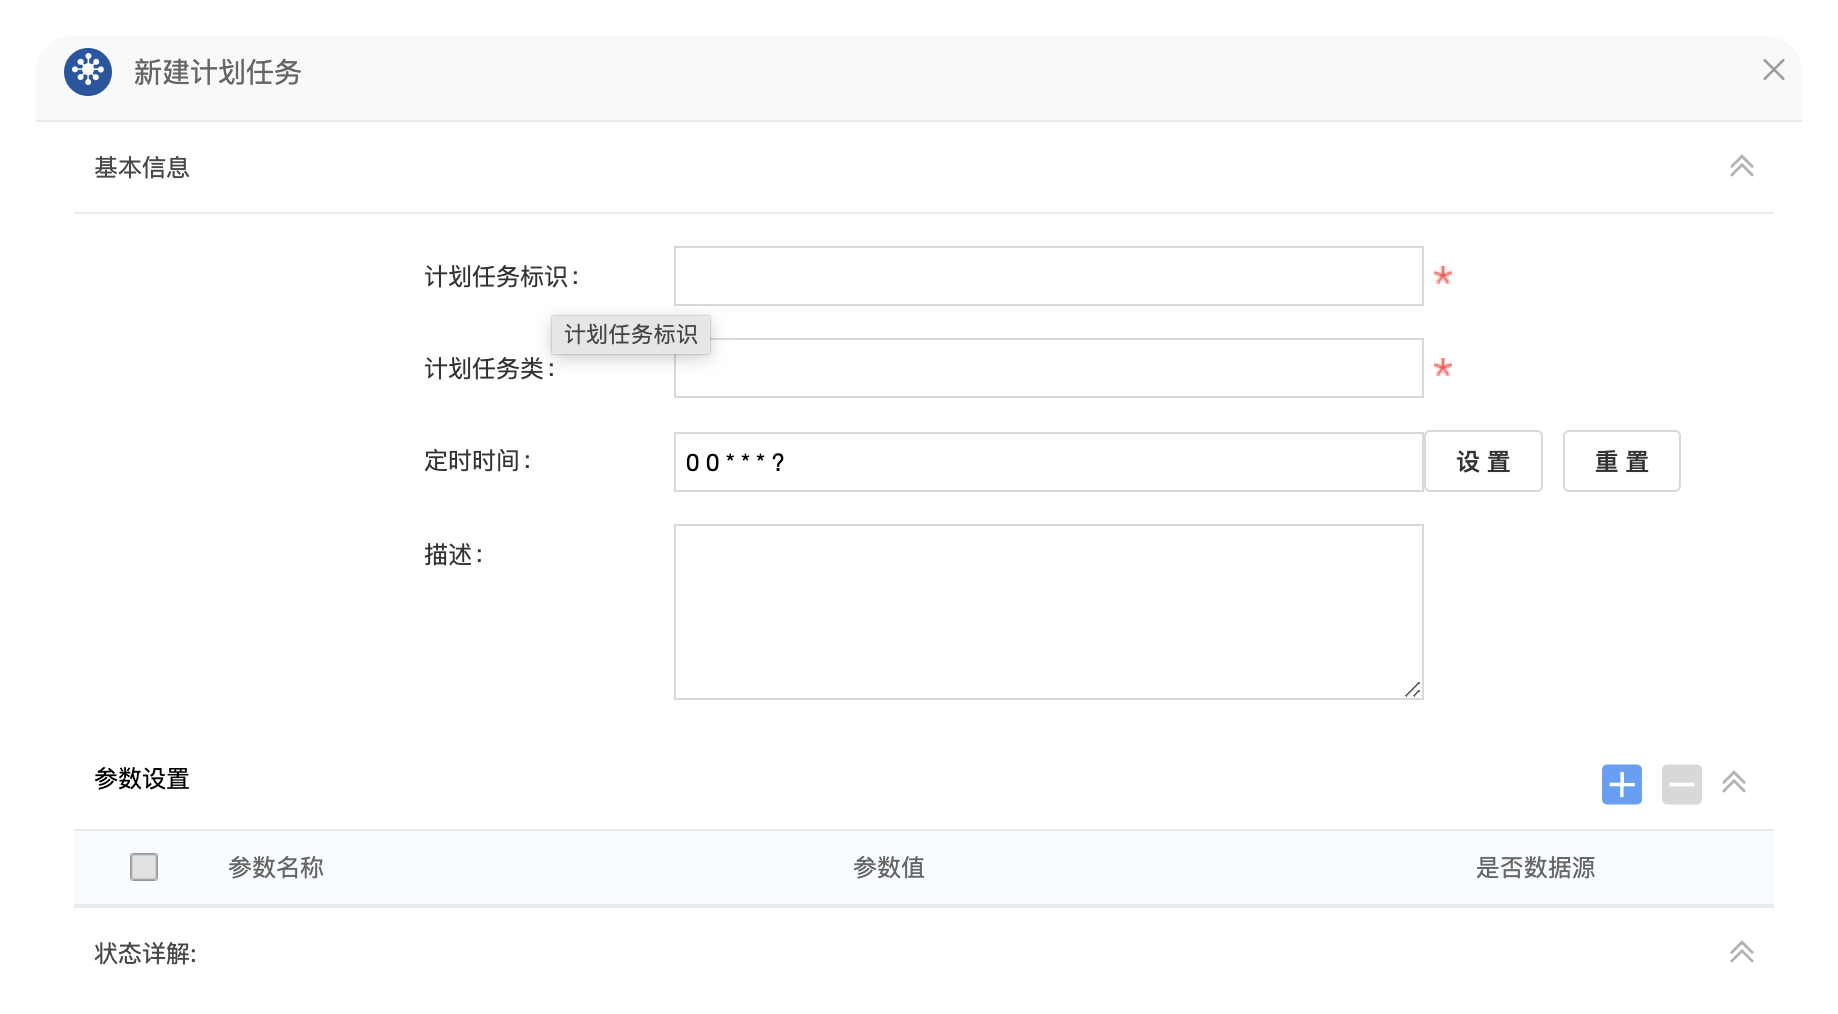 新建计划任务
基本信息
计划任务标识:
*
计划任务标识
计划任务类:
*
定时时间:
0 0 * * * ?
设 置
重 置
描述:
参数设置
参数名称
参数值
是否数据源
状态详解: